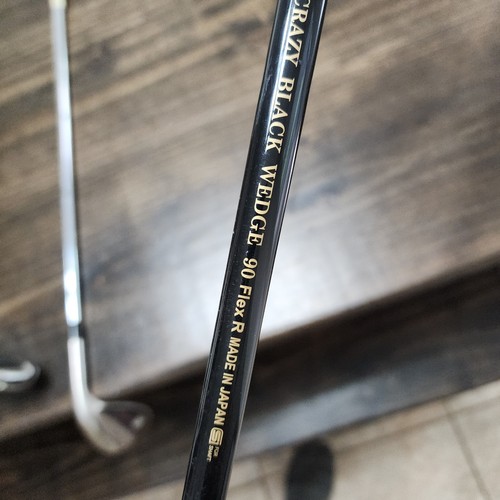 CRAZY BLACK WEDGE 90 Flex R MADE IN JAPAN